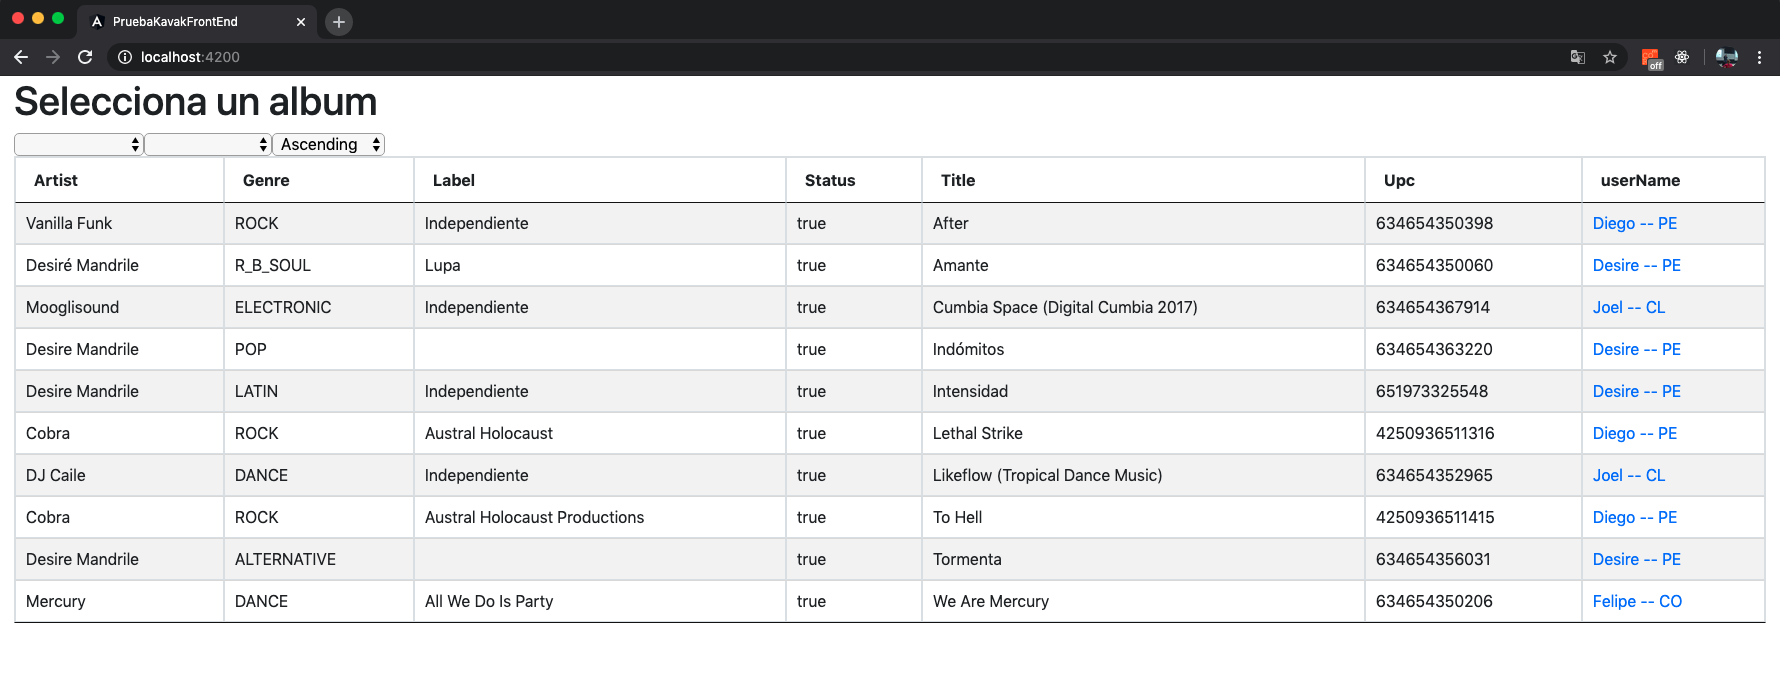 PruebaKavakFrontEnd
localhost:4200
off
Selecciona un album
Ascending
Artist Genre Label Status Title Upc userName
Vanilla Funk ROCK Independiente true After 634654350398 Diego -- PE
Desiré Mandrile R_B_SOUL Lupa true Amante 634654350060 Desire -- PE
Mooglisound ELECTRONIC Independiente true Cumbia Space (Digital Cumbia 2017) 634654367914 Joel -- CL
Desire Mandrile POP true Indómitos 634654363220 Desire -- PE
Desire Mandrile LATIN Independiente true Intensidad 651973325548 Desire -- PE
Cobra ROCK Austral Holocaust true Lethal Strike 4250936511316 Diego -- PE
DJ Caile DANCE Independiente true Likeflow (Tropical Dance Music) 634654352965 Joel -- CL
Cobra ROCK Austral Holocaust Productions true To Hell 4250936511415 Diego -- PE
Desire Mandrile ALTERNATIVE true Tormenta 634654356031 Desire -- PE
Mercury DANCE All We Do Is Party true We Are Mercury 634654350206 Felipe -- CO